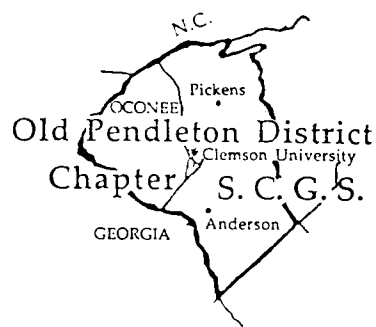 N.C.
Pickens
OCONEE
Old Pendleton District
Clemson University
Chapter S. C. G. S.
Anderson
GEORGIA